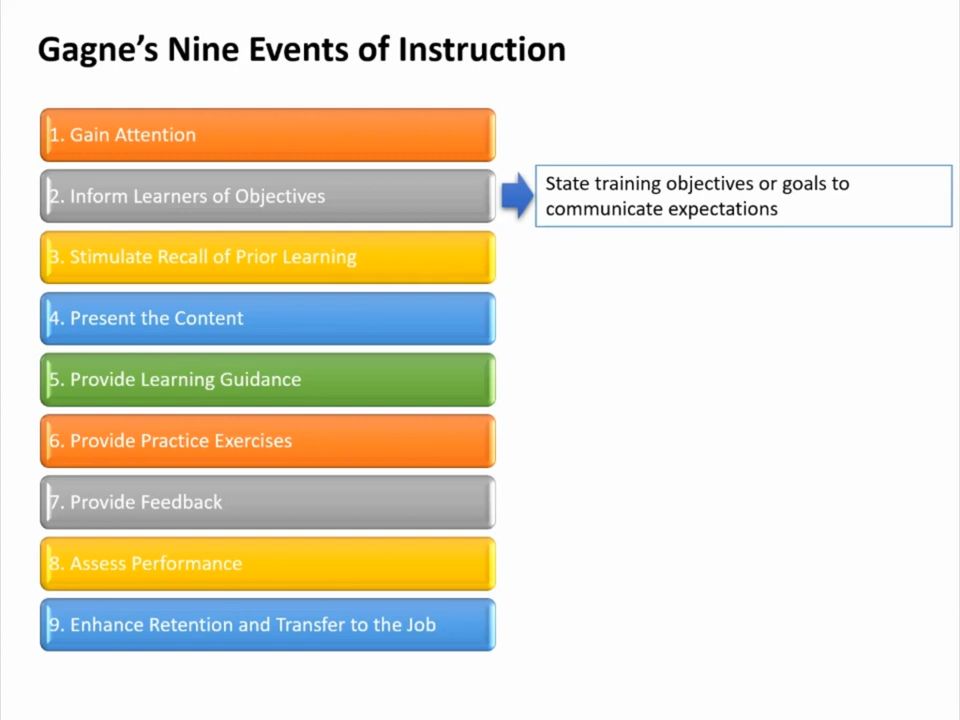 Gagne’s Nine Events of Instruction
1. Gain Attention
2. Inform Learners of Objectives
State training objectives or goals to
communicate expectations
3. Stimulate Recall of Prior Learning
4. Present the Content
5. Provide Learning Guidance
6. Provide Practice Exercises
7. Provide Feedback
8. Assess Performance
9. Enhance Retention and Transfer to the Job